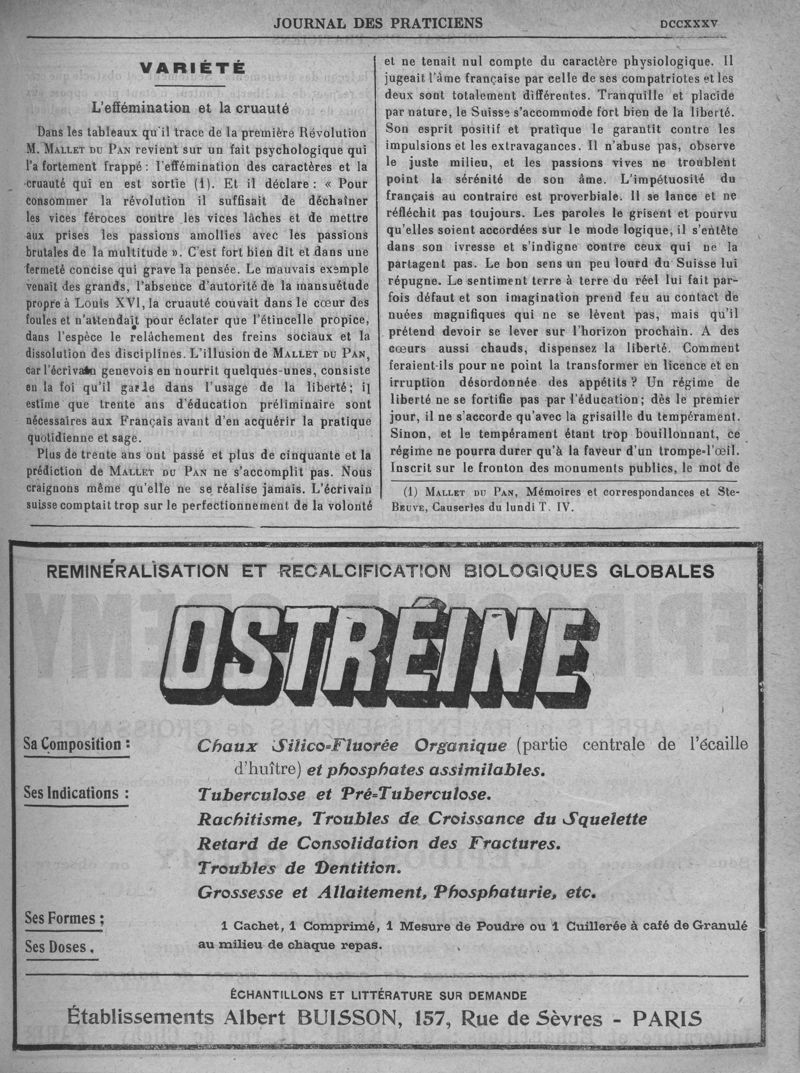 JOURNAL DES PRATICIENS
DCCXXXV
VARIÉTÉ
L'effémination et la cruauté
Dans les tableaux qu'il trace de la première Révolution
M. MALLET DU PAN revient sur un fait psychologique qui
l'a fortement frappé : l'effémination des caractères et la
cruauté qui en est sortie (1). Et il déclare : « Pour
consommer la révolution il suffisait de déchaîner
les vices féroces contre les vices lâches et de mettre
aux prises les passions amollies avec les passions
brutales de la multitude ». C'est fort bien dit et dans une
fermeté concise qui grave la pensée. Le mauvais exemple
venait des grands, l'absence d'autorité de la mansuétude
propre à Louis XVI, la cruauté couvait dans le cœur des
foules et n'attendait pour éclater que l'étincelle propice,
dans l'espèce le relâchement des freins sociaux et la
dissolution des disciplines. L'illusion de MALLET DU PAN,
car l'écrivain genevois en nourrit quelques-unes, consiste
en la foi qu'il garde dans l'usage de la liberté ; il
estime que trente ans d'éducation préliminaire sont
nécessaires aux Français avant d'en acquérir la pratique
quotidienne et sage.
Plus de trente ans ont passé et plus de cinquante et la
prédiction de MALLET DU PAN ne s'accomplit pas. Nous
craignons même qu'elle ne se réalise jamais. L'écrivain
suisse comptait trop sur le perfectionnement de la volonté
et ne tenait nul compte du caractère physiologique. Il
jugeait l'âme française par celle de ses compatriotes et les
deux sont totalement différentes. Tranquille et placide
par nature, le Suisse s'accommode fort bien de la liberté.
Son esprit positif et pratique le garantit contre les
impulsions et les extravagances. Il n'abuse pas, observe
le juste milieu, et les passions vives ne troublent
point la sérénité de son âme. L'impétuosité du
français au contraire est proverbiale. Il se lance et ne
réfléchit pas toujours. Les paroles le grisent et pourvu
qu'elles soient accordées sur le mode logique, il s'entête
dans son ivresse et s'indigne contre ceux qui ne la
partagent pas. Le bon sens un peu lourd du Suisse lui
répugne. Le sentiment terre à terre du réel lui fait par-
fois défaut et son imagination prend feu au contact de
nuées magnifiques qui ne se lèvent pas, mais qu'il
prétend devoir se lever sur l'horizon prochain. A des
cœurs aussi chauds, dispensez la liberté. Comment
feraient-ils pour ne point la transformer en licence et en
irruption désordonnée des appétits ? Un régime de
liberté ne se fortifie pas par l'éducation ; dès le premier
jour, il ne s'accorde qu'avec la grisaille du tempérament.
Sinon, et le tempérament étant trop bouillonnant, ce
régime ne pourra durer qu'à la faveur d'un trompe-l'œil.
Inscrit sur le fronton des monuments publics, le mot de
(1) MALLET DU PAN, Mémoires et correspondances et Ste-
BEUVE, Causeries du lundi T. IV.
REMINÉRALISATION ET RECALCIFICATION BIOLOGIQUES GLOBALES
OSTRÉINE
Sa Composition :
Chaux Silico-Fluorée Organique (partie centrale de l'écaille
d'huître) et phosphates assimilables.
Ses Indications :
Tuberculose et Pré-Tuberculose.
Rachitisme, Troubles de Croissance du Squelette
Retard de Consolidation des Fractures.
Troubles de Dentition.
Grossesse et Allaitement, Phosphaturie, etc.
Ses Formes ;
Ses Doses .
1 Cachet, 1 Comprimé, 1 Mesure de Poudre ou 1 Cuillerée à café de Granulé
au milieu de chaque repas.
ÉCHANTILLONS ET LITTÉRATURE SUR DEMANDE
Établissements Albert BUISSON, 157, Rue de Sèvres - PARIS